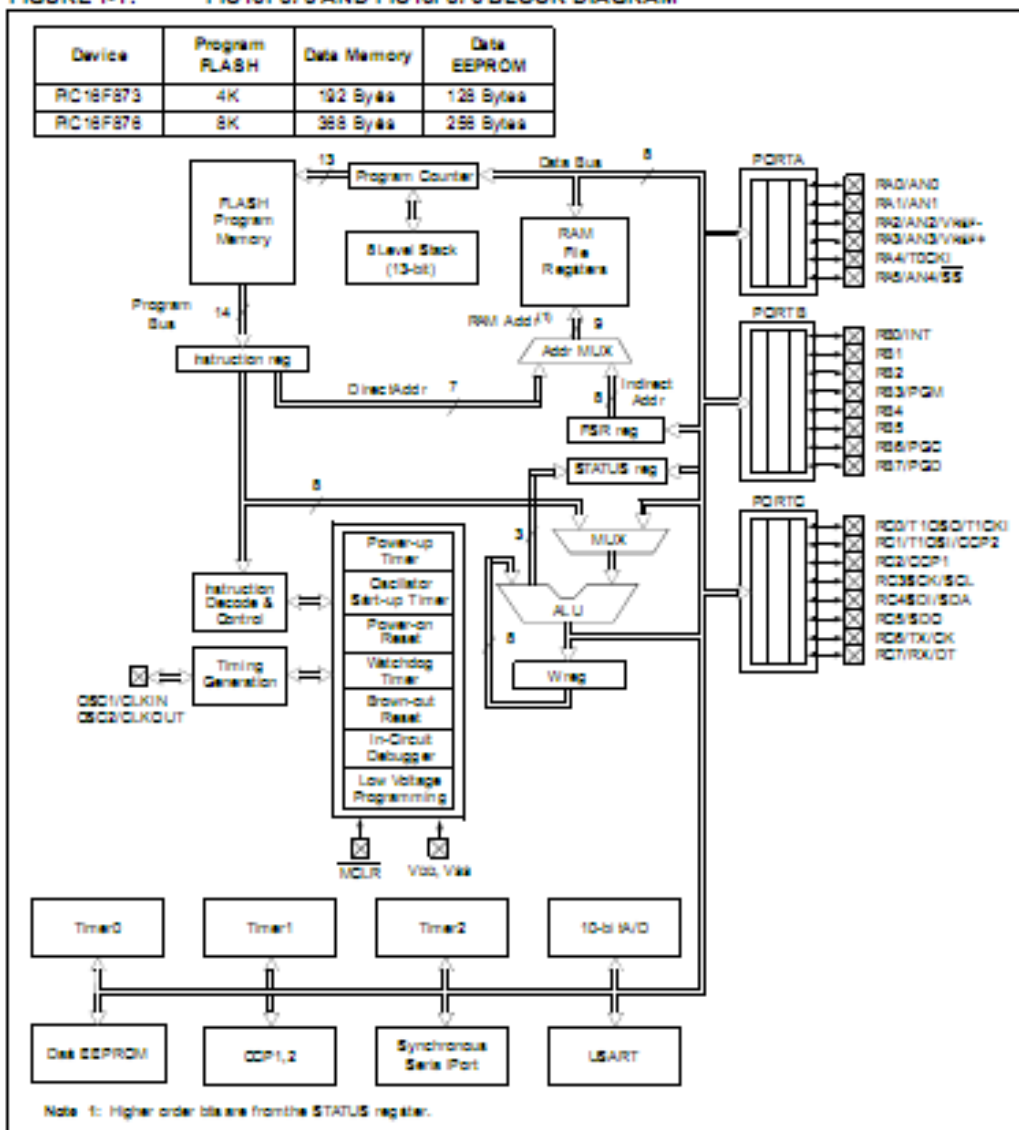 Device Program FLASH Data Memory Data EEPROM
PIC16F873 4K 192 Bytes 128 Bytes
PIC16F876 8K 368 Bytes 256 Bytes
13
Program Counter
Data Bus
8
PORTA
FLASH
Program
Memory
8 Level Stack
(13-bit)
RAM
File
Registers
RA0/AN0
RA1/AN1
RA2/AN2/VREF-
RA3/AN3/VREF+
RA4/T0CKI
RA5/AN4/SS
Program
Bus
14
RAM Addr(1)
9
PORTB
Instruction reg
Addr MUX
Direct Addr
7
8
Indirect
Addr
FSR reg
STATUS reg
RB0/INT
RB1
RB2
RB3/PGM
RB4
RB5
RB6/PGC
RB7/PGD
8
3
MUX
PORTC
Power-up
Timer
Oscillator
Start-up Timer
Power-on
Reset
Watchdog
Timer
Brown-out
Reset
In-Circuit
Debugger
Low Voltage
Programming
Instruction
Decode &
Control
Timing
Generation
OSC1/CLKIN
OSC2/CLKOUT
ALU
8
W reg
RC0/T1OSO/T1CKI
RC1/T1OSI/CCP2
RC2/CCP1
RC3/SCK/SCL
RC4/SDI/SDA
RC5/SDO
RC6/TX/CK
RC7/RX/DT
MCLR
VDD, VSS
Timer0
Timer1
Timer2
10-bit A/D
Data EEPROM
CCP1,2
Synchronous
Serial Port
USART
Note 1: Higher order bits are from the STATUS register.